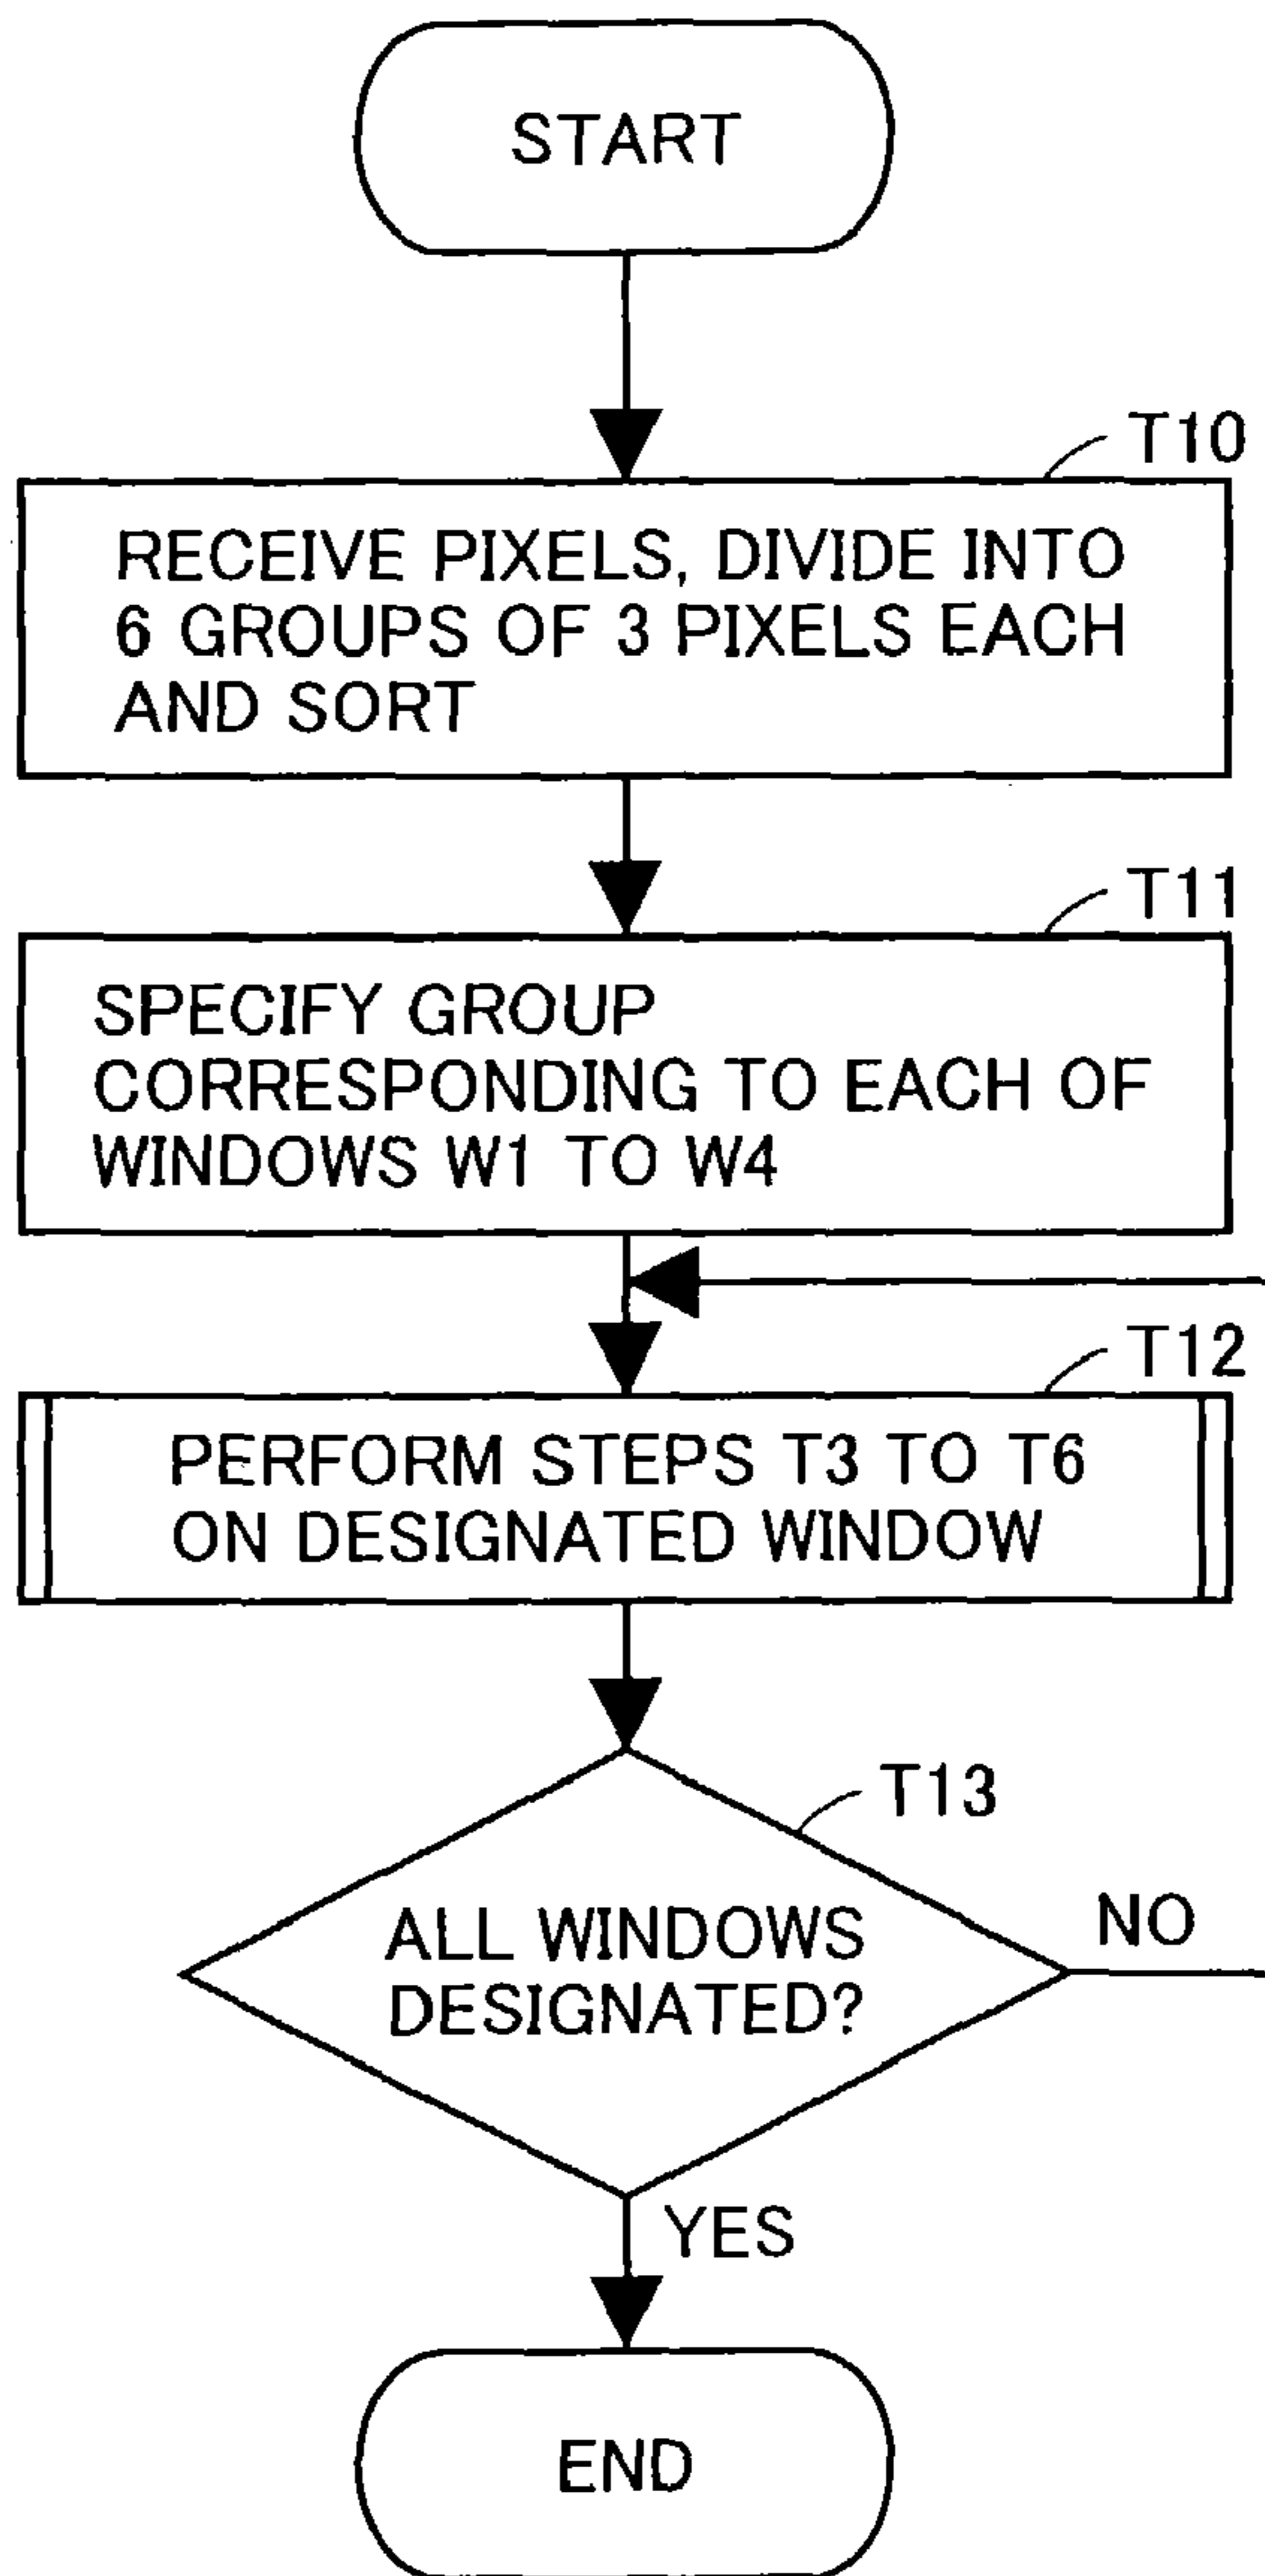 START
T10
RECEIVE PIXELS, DIVIDE INTO
6 GROUPS OF 3 PIXELS EACH
AND SORT
T11
SPECIFY GROUP
CORRESPONDING TO EACH OF
WINDOWS W1 TO W4
T12
PERFORM STEPS T3 TO T6
ON DESIGNATED WINDOW
T13
ALL WINDOWS
DESIGNATED?
NO
YES
END